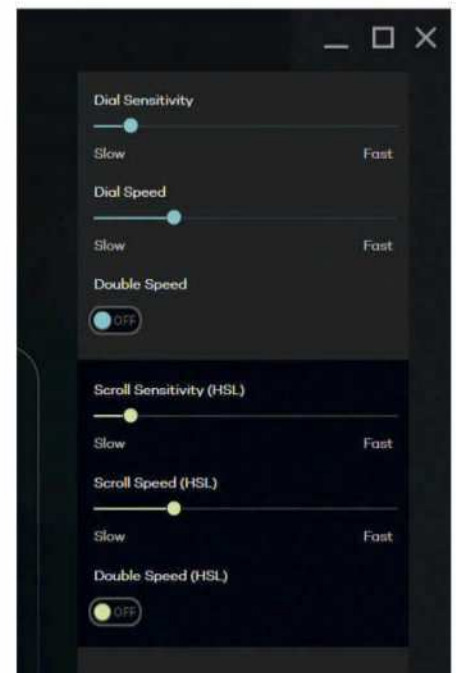 Dial Sensitivity
Slow Fast
Dial Speed
Slow Fast
Double Speed
OFF
Scroll Sensitivity (HSL)
Slow Fast
Scroll Speed (HSL)
Slow Fast
Double Speed (HSL)
OFF